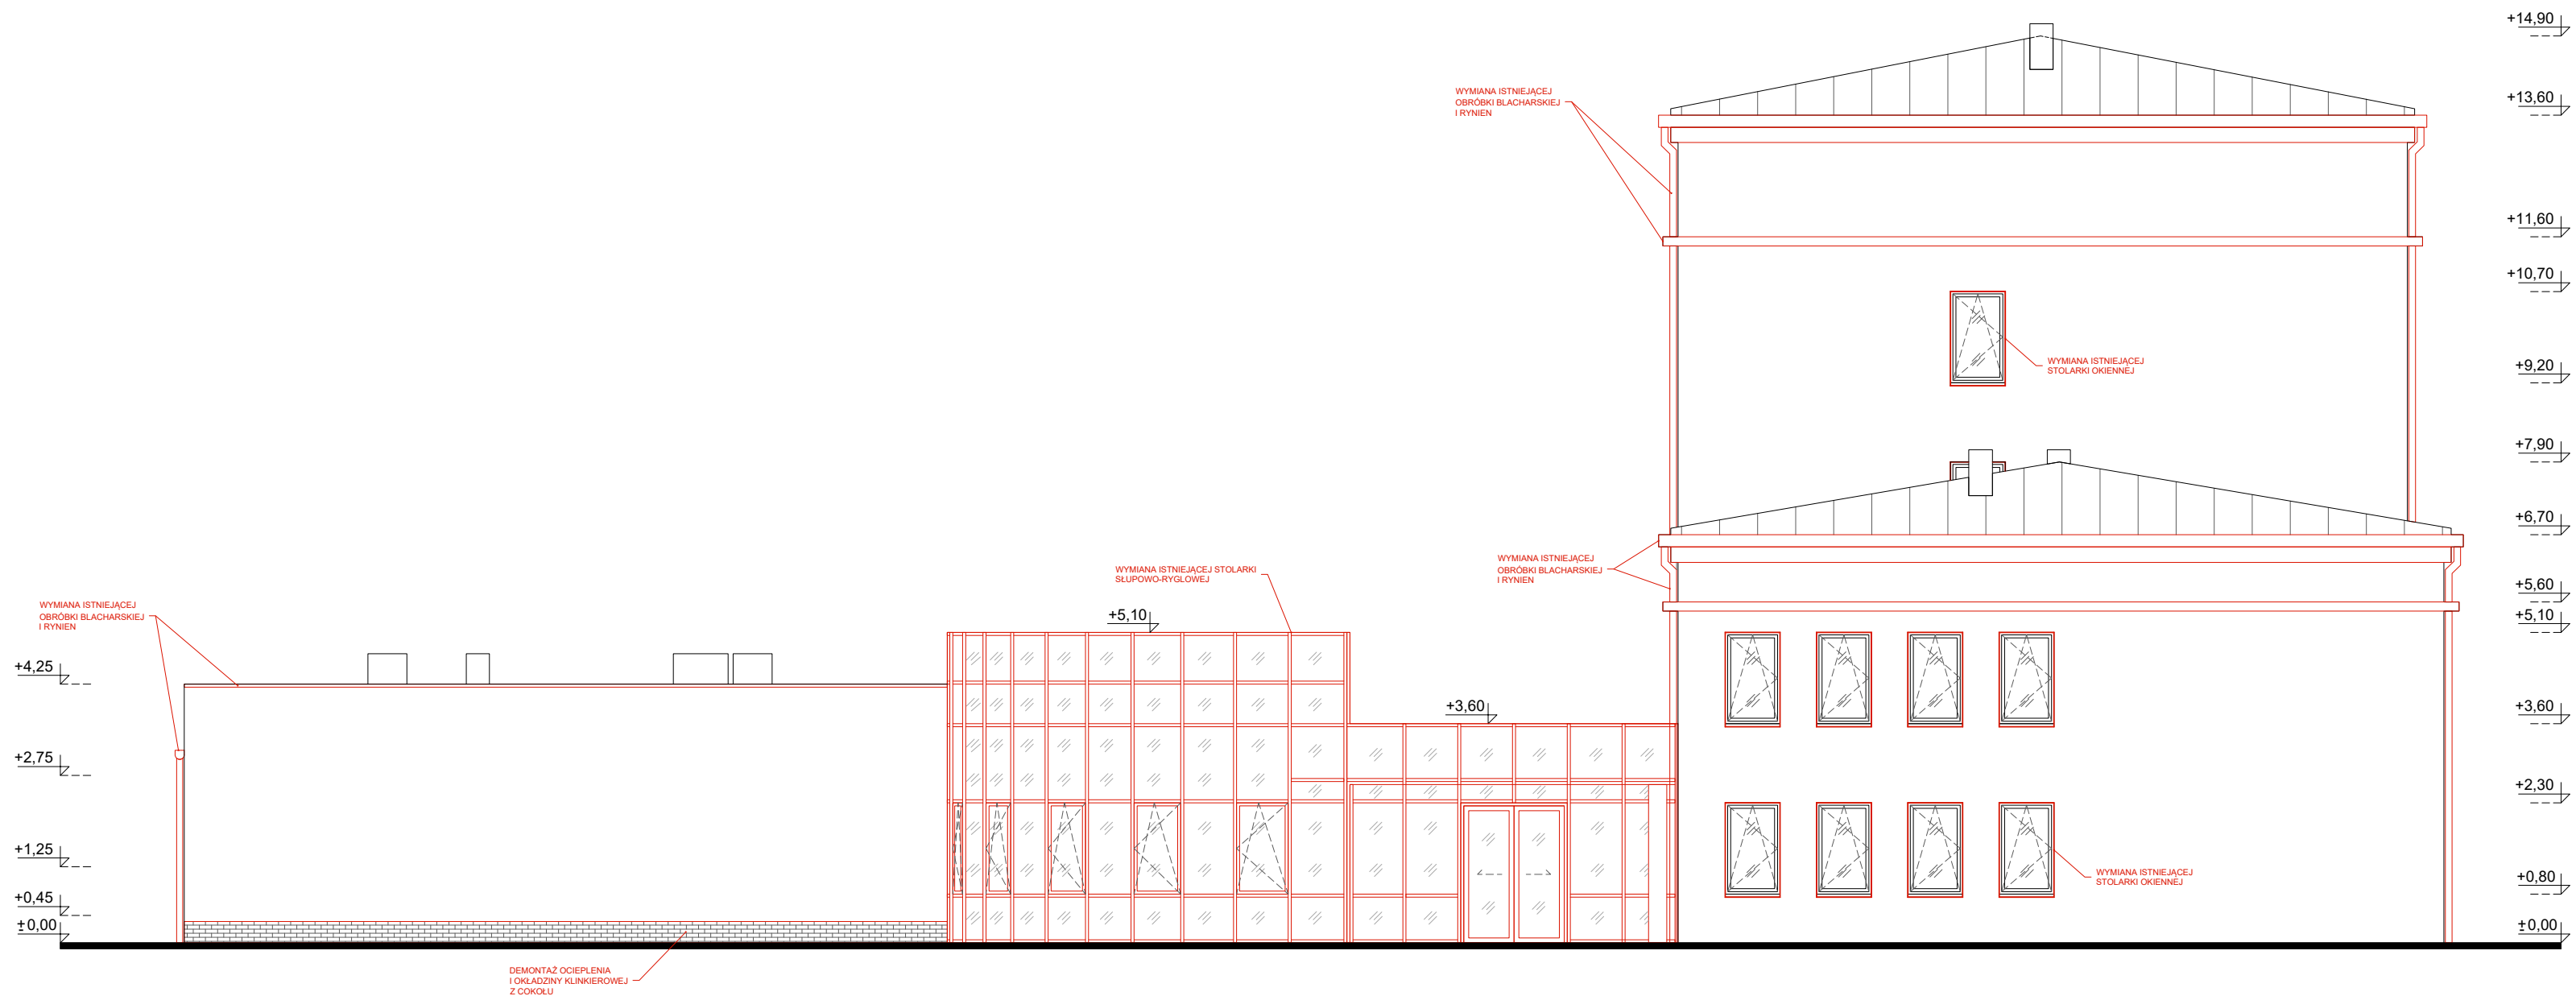 +14,90
WYMIANA ISTNIEJĄCEJ
OBRÓBKI BLACHARSKIEJ
I RYNIEN
+13,60
+11,60
+10,70
WYMIANA ISTNIEJĄCEJ
STOLARKI OKIENNEJ
+9,20
+7,90
+6,70
WYMIANA ISTNIEJĄCEJ
OBRÓBKI BLACHARSKIEJ
I RYNIEN
WYMIANA ISTNIEJĄCEJ STOLARKI
SŁUPOWO-RYGLOWEJ
+5,60
WYMIANA ISTNIEJĄCEJ
OBRÓBKI BLACHARSKIEJ
I RYNIEN
+5,10
+5,10
+4,25
+3,60
+3,60
+2,75
+2,30
+1,25
WYMIANA ISTNIEJĄCEJ
STOLARKI OKIENNEJ
+0,80
+0,45
±0,00
±0,00
DEMONTAŻ OCIEPLENIA
I OKŁADZINY KLINKIEROWEJ
Z COKOŁU